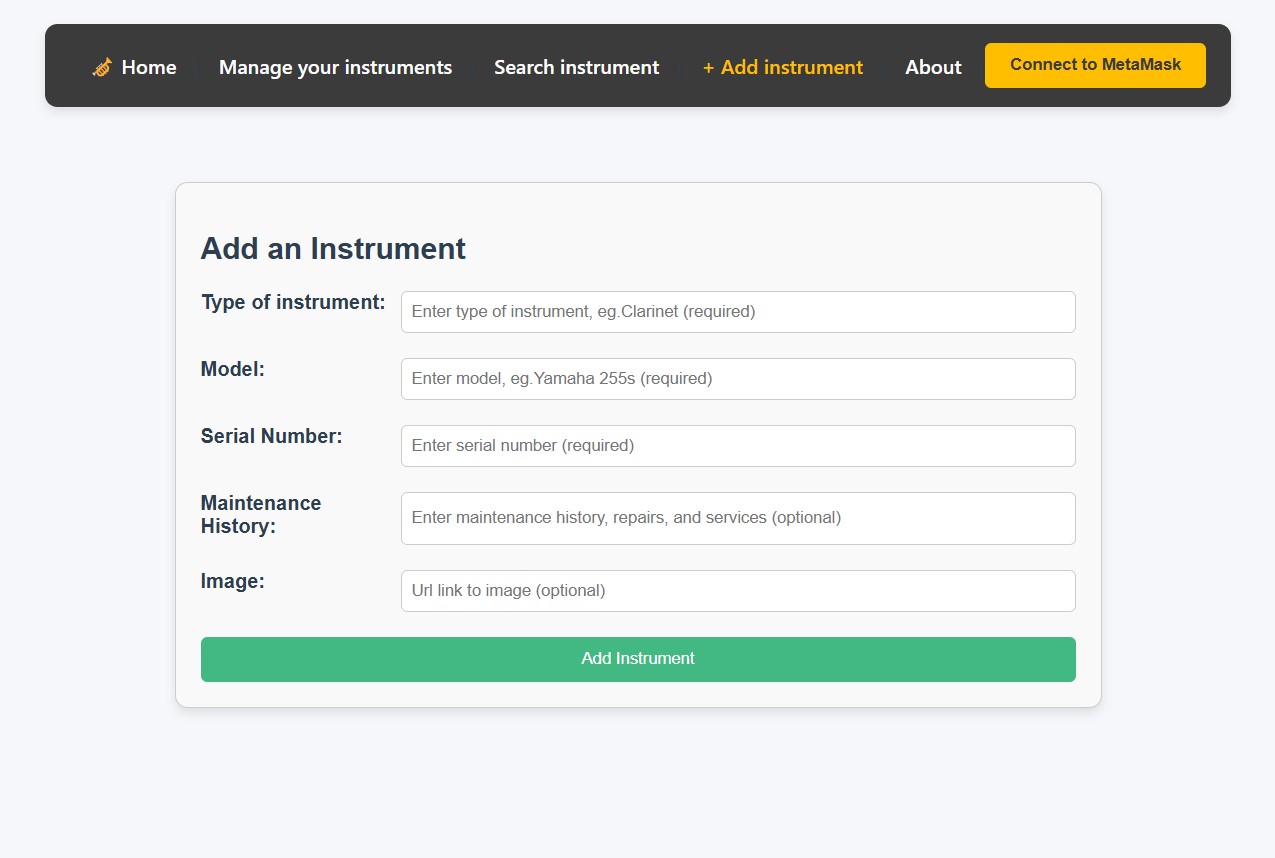 Home Manage your instruments Search instrument + Add instrument About Connect to MetaMask
Add an Instrument
Type of instrument: Enter type of instrument, eg.Clarinet (required)
Model: Enter model, eg.Yamaha 255s (required)
Serial Number: Enter serial number (required)
Maintenance
History:
Enter maintenance history, repairs, and services (optional)
Image: Url link to image (optional)
Add Instrument